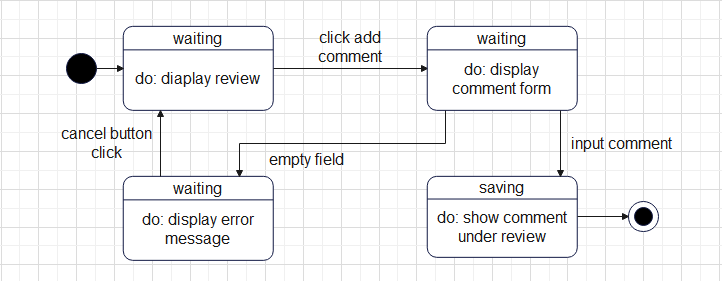 waiting
do: diaplay review
click add
comment
waiting
do: display
comment form
cancel button
click
empty field
input comment
waiting
do: display error
message
saving
do: show comment
under review